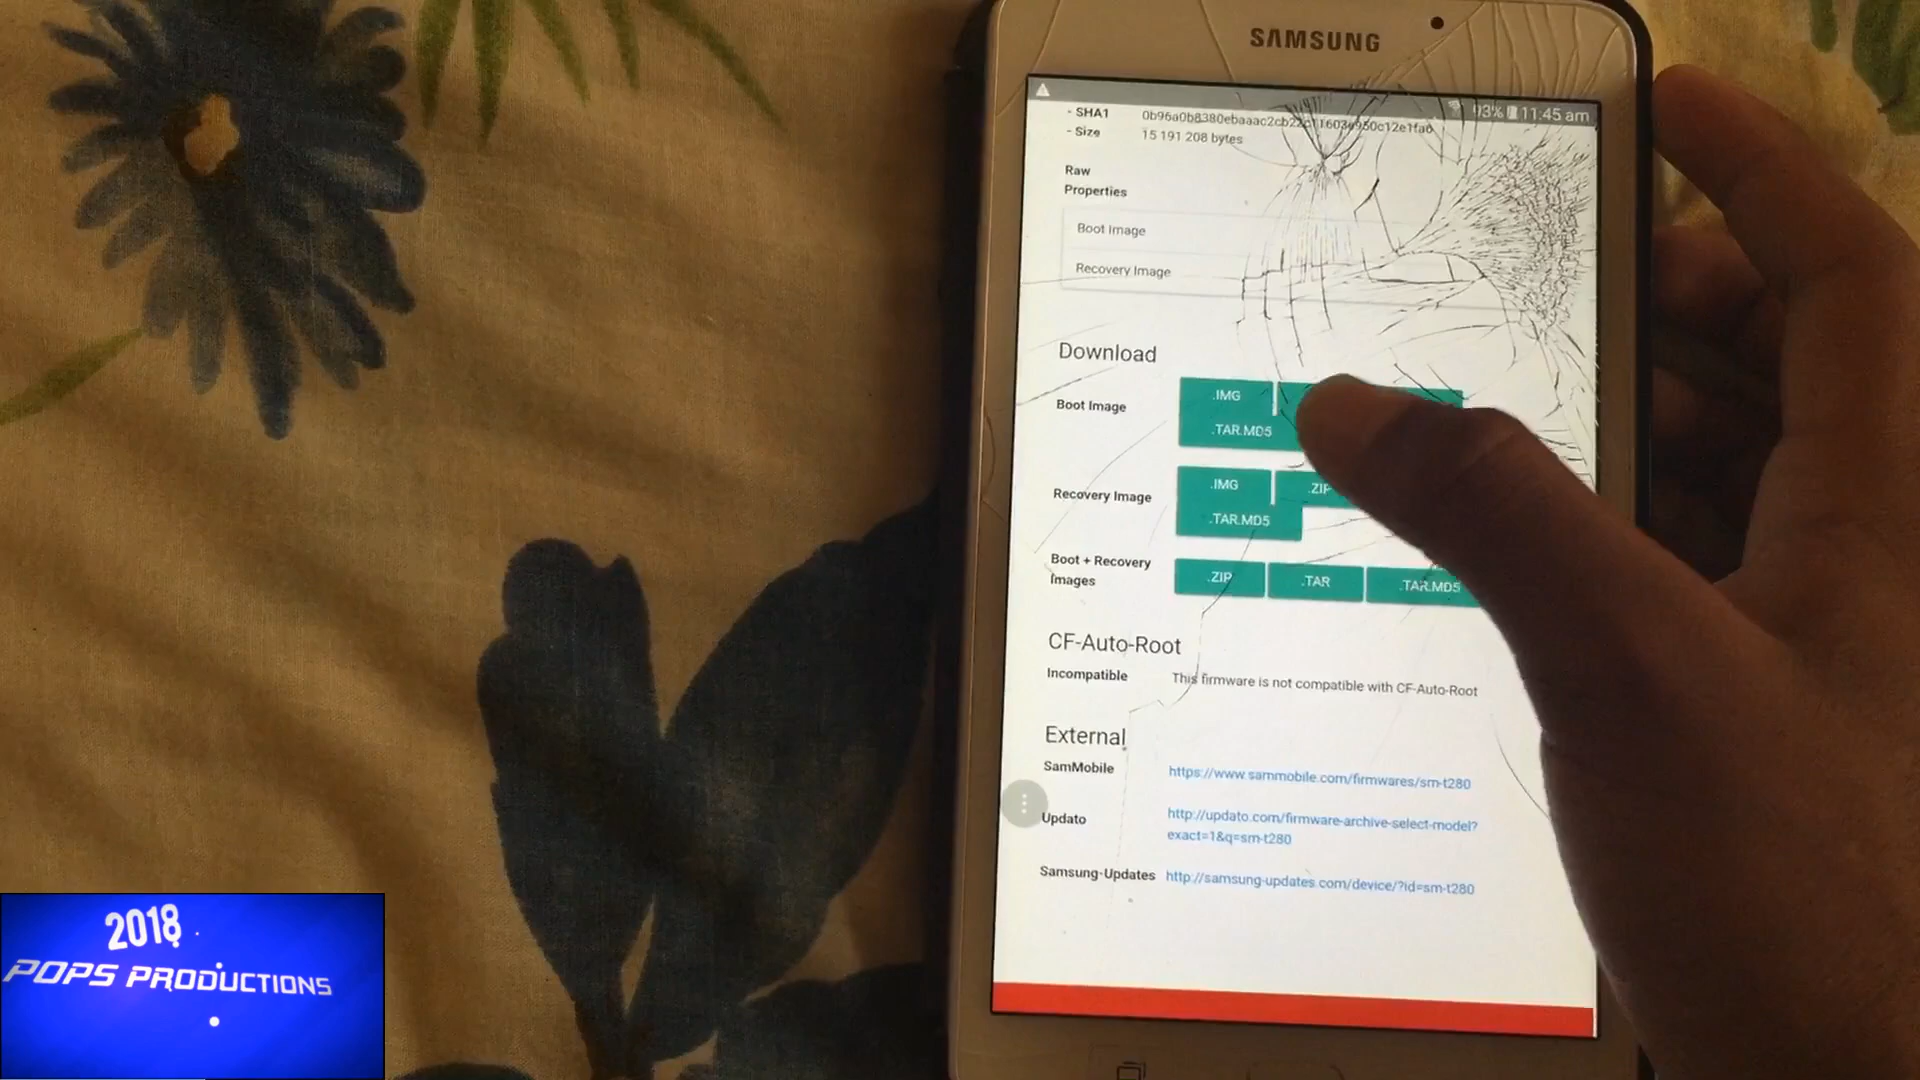 SAMSUNG
93% 11:45 am
- SHA1
- Size 15 191 208 bytes
Raw
Properties
Boot Image
Recovery Image
Download
Boot Image .IMG
.TAR.MD5
Recovery Image .IMG .ZIP
.TAR.MD5
Boot + Recovery
Images .ZIP .TAR .TAR.MD5
CF-Auto-Root
Incompatible This firmware is not compatible with CF-Auto-Root
External
SamMobile https://www.sammobile.com/firmwares/sm-t280
Updato http://updato.com/firmware-archive-select-model?
exact=1&q=sm-t280
Samsung-Updates http://samsung-updates.com/device/?id=sm-t280
2018
POPS PRODUCTIONS